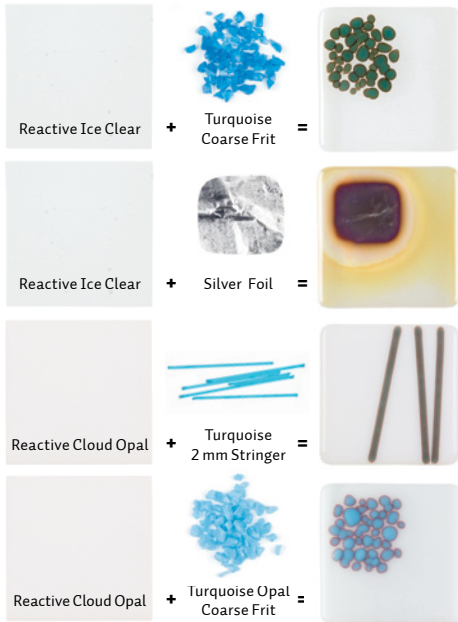 Reactive Ice Clear + Turquoise
Coarse Frit =
Reactive Ice Clear + Silver Foil =
Reactive Cloud Opal + Turquoise
2 mm Stringer =
Reactive Cloud Opal + Turquoise Opal
Coarse Frit =